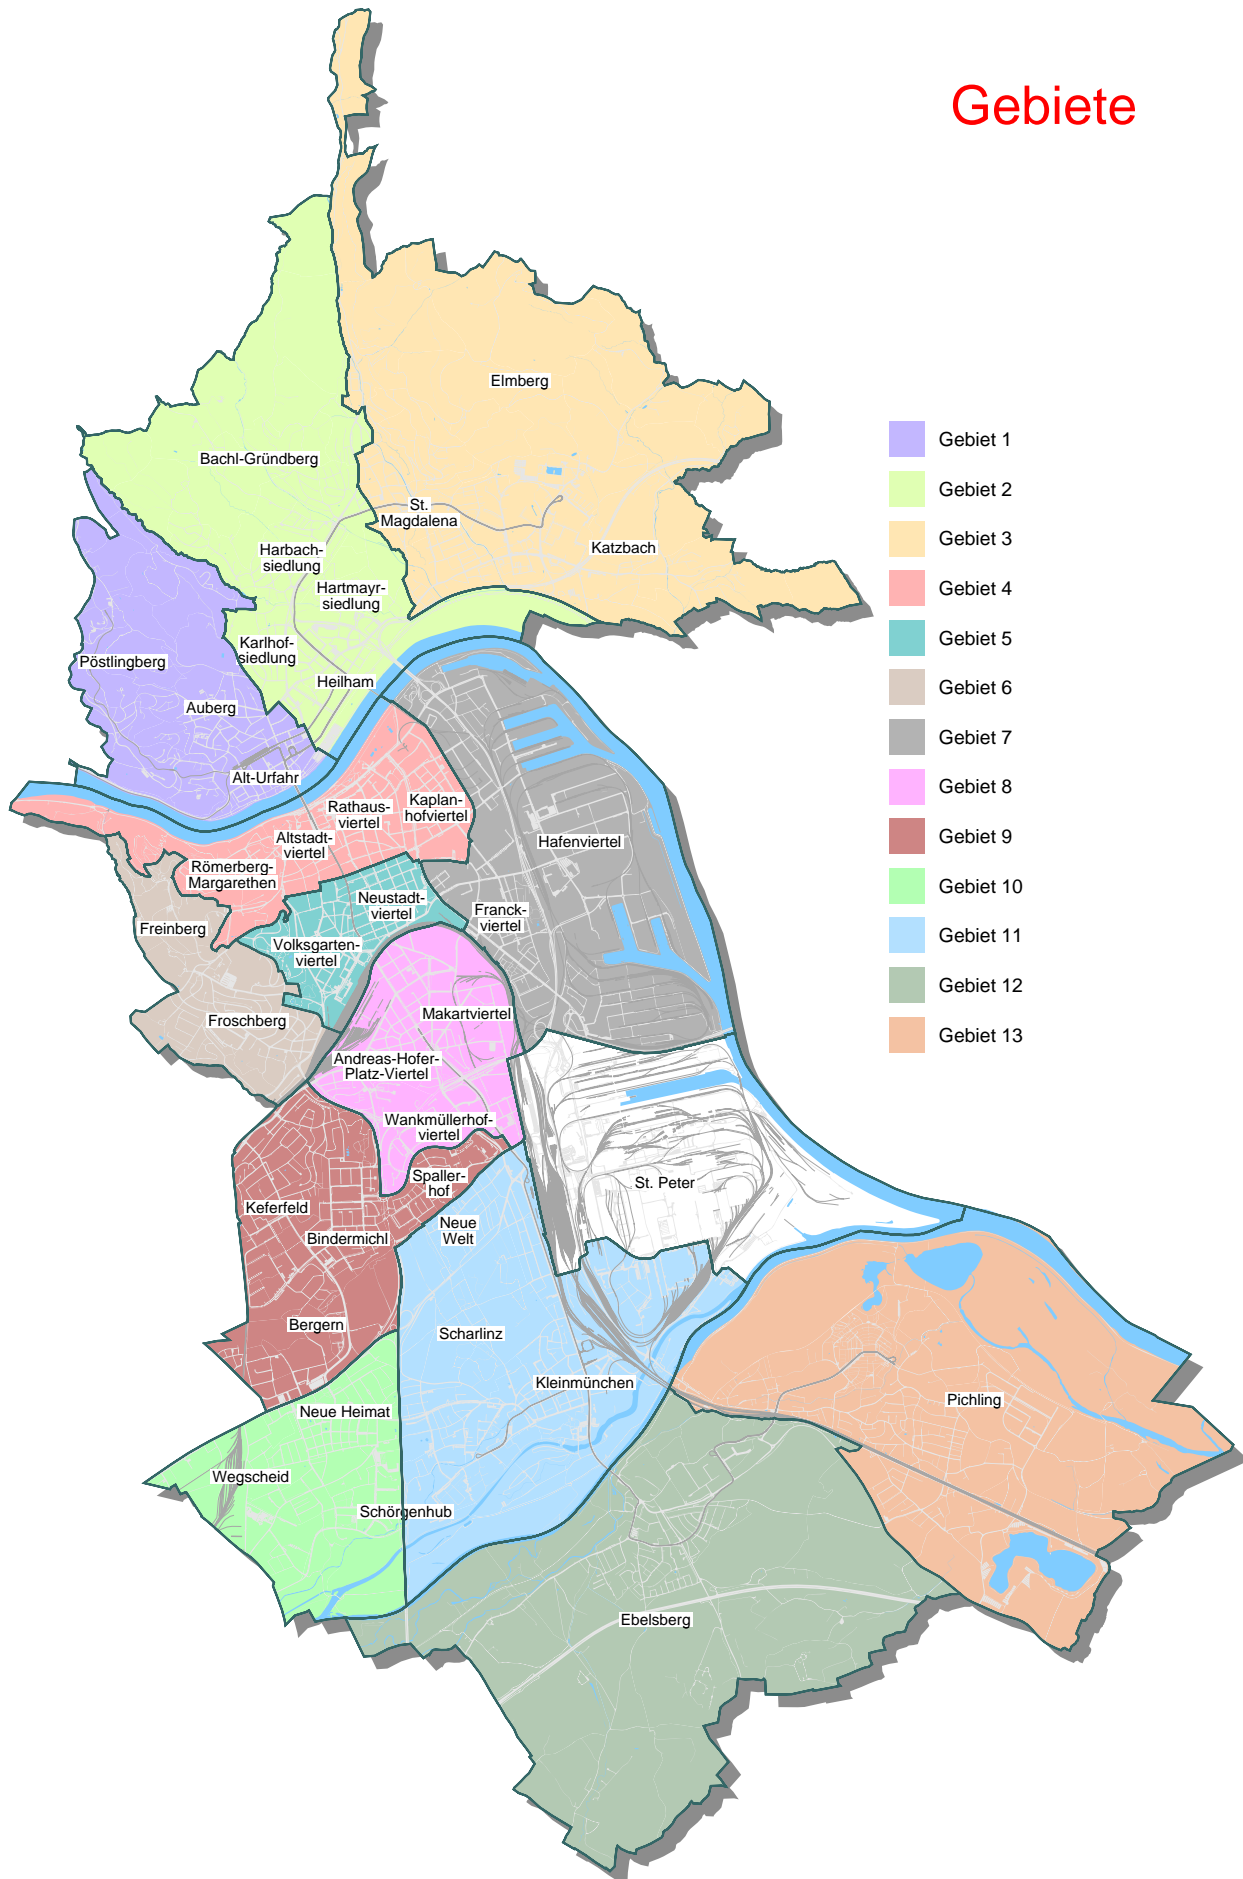 Gebiete
Elmberg
Bachl-Gründberg
St.
Magdalena
Katzbach
Harbach-
siedlung
Hartmayr-
siedlung
Karlhof-
siedlung
Pöstlingberg
Heilham
Auberg
Alt-Urfahr
Rathaus-
viertel
Kaplan-
hofviertel
Altstadt-
viertel
Hafenviertel
Römerberg-
Margarethen
Neustadt-
viertel
Franck-
viertel
Freinberg
Volksgarten-
viertel
Froschberg
Makartviertel
Andreas-Hofer-
Platz-Viertel
Wankmüllerhof-
viertel
Spaller-
hof
St. Peter
Keferfeld
Neue
Welt
Bindermichl
Bergern
Scharlinz
Kleinmünchen
Pichling
Neue Heimat
Wegscheid
Schörgenhub
Ebelsberg
Gebiet 1
Gebiet 2
Gebiet 3
Gebiet 4
Gebiet 5
Gebiet 6
Gebiet 7
Gebiet 8
Gebiet 9
Gebiet 10
Gebiet 11
Gebiet 12
Gebiet 13